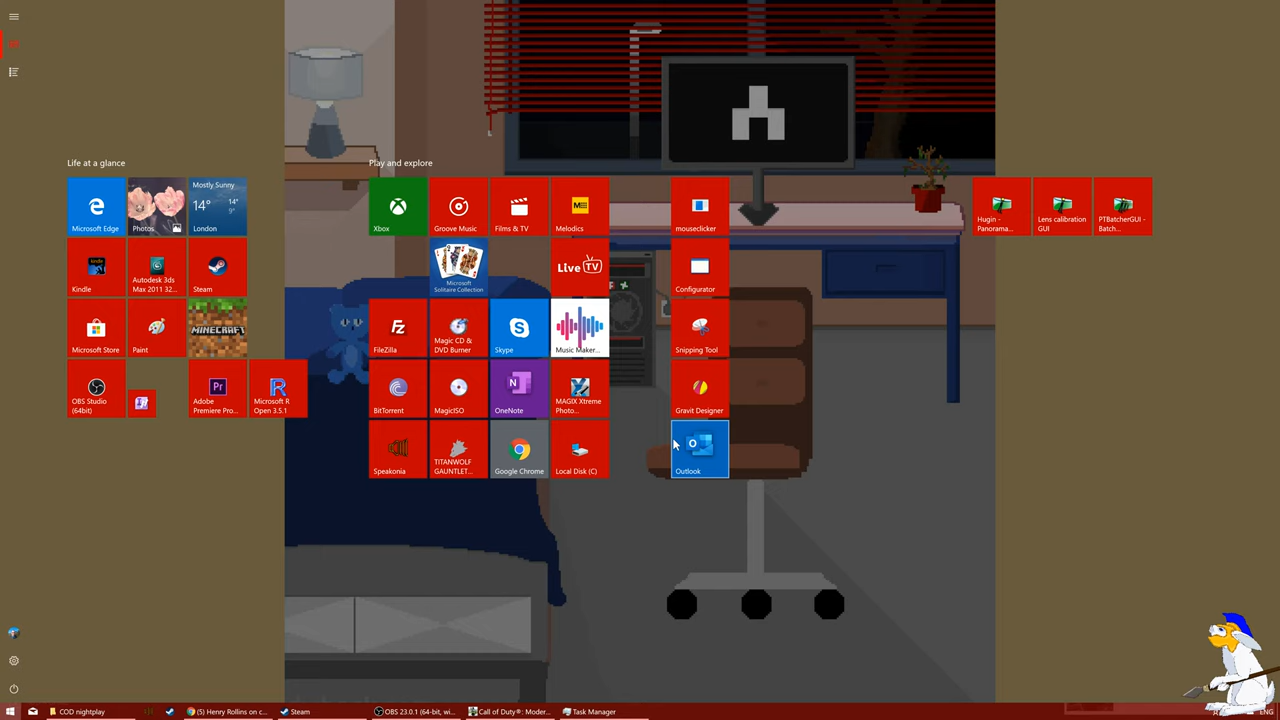 Life at a glance
Play and explore
Microsoft Edge
Photos
Mostly Sunny
14°
14°
9°
London
Xbox
Groove Music
Films & TV
ME
Melodics
mouseclicker
Hugin - Panorama...
Lens calibration GUI
PTBatcherGUI - Batch...
Kindle
kindle
Autodesk 3ds Max 2011 32...
Steam
Microsoft Solitaire Collection
Live TV
Configurator
Microsoft Store
Paint
MINECRAFT
Fz
FileZilla
Magic CD & DVD Burner
Skype
Music Maker...
Snipping Tool
OBS Studio (64bit)
Pr
Adobe Premiere Pro...
R
Microsoft R Open 3.5.1
BitTorrent
MagicISO
N
OneNote
MAGIX Xtreme Photo...
Gravit Designer
Speakonia
TITANWOLF GAUNTLET...
Google Chrome
Local Disk (C)
O
Outlook
COD nightplay
(5) Henry Rollins on c...
Steam
OBS 23.0.1 (64-bit, wi...
Call of Duty®: Moder...
Task Manager
ENG